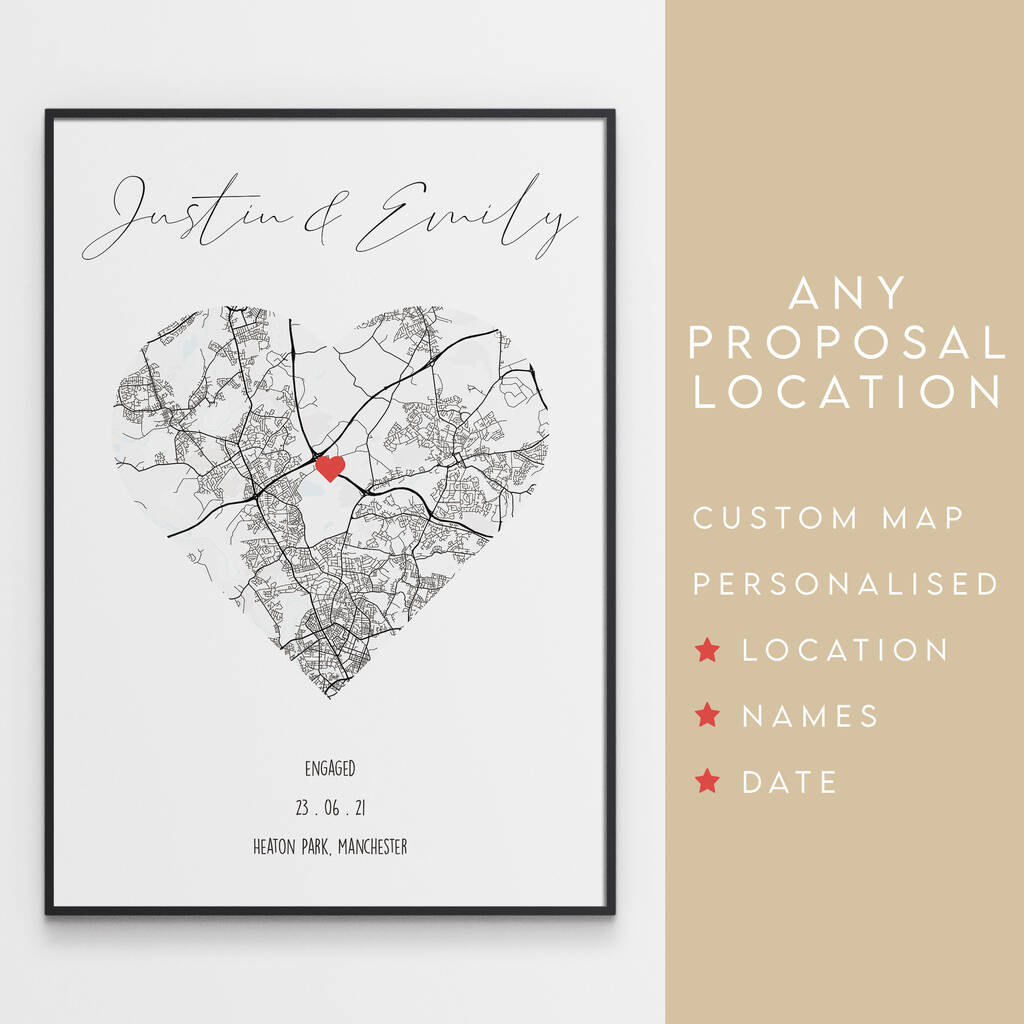 Justin & Emily
ENGAGED
23 . 06 . 21
HEATON PARK, MANCHESTER
ANY
PROPOSAL
LOCATION
CUSTOM MAP
PERSONALISED
LOCATION
NAMES
DATE